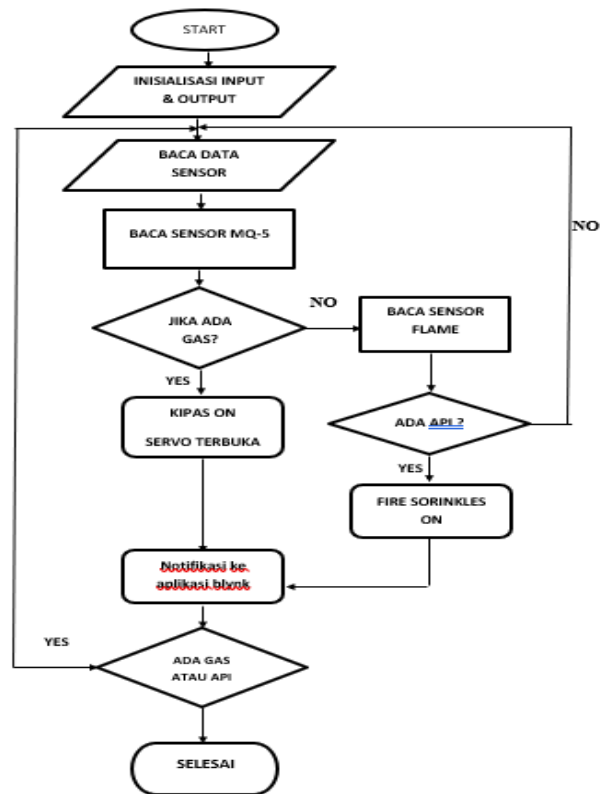 START
INISIALISASI INPUT
& OUTPUT
BACA DATA
SENSOR
BACA SENSOR MQ-5
NO
JIKA ADA
GAS?
NO
BACA SENSOR
FLAME
YES
KIPAS ON
SERVO TERBUKA
ADA API ?
YES
FIRE SORINKLES
ON
Notifikasi ke
aplikasi blynk
YES
ADA GAS
ATAU API
SELESAI